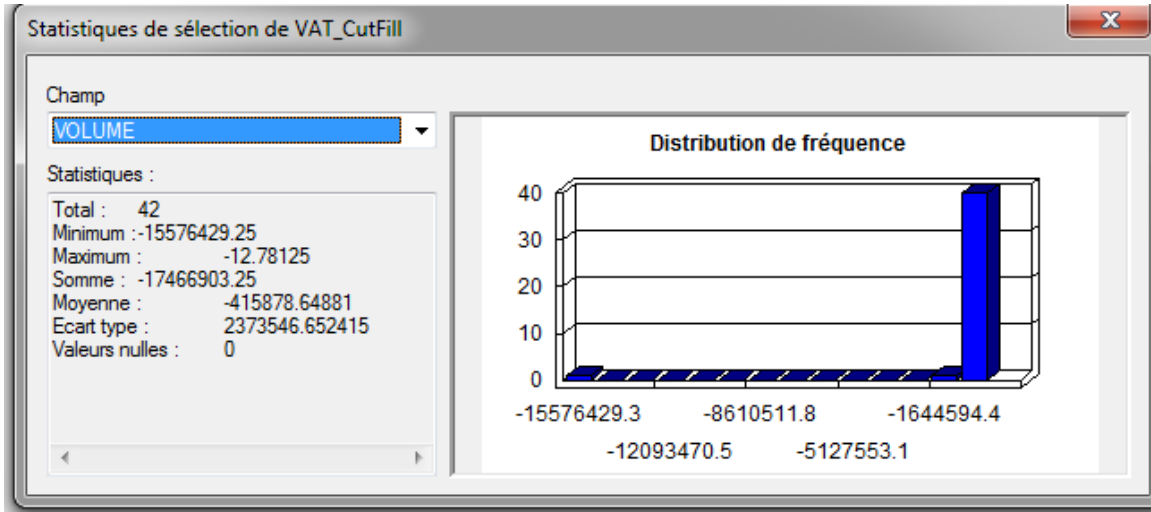 Statistiques de sélection de VAT_CutFill
Champ
VOLUME
Statistiques :
Total : 42
Minimum :-15576429.25
Maximum : -12.78125
Somme : -17466903.25
Moyenne : -415878.64881
Ecart type : 2373546.652415
Valeurs nulles : 0
Distribution de fréquence
40
30
20
10
0
-15576429.3 -8610511.8 -1644594.4
-12093470.5 -5127553.1